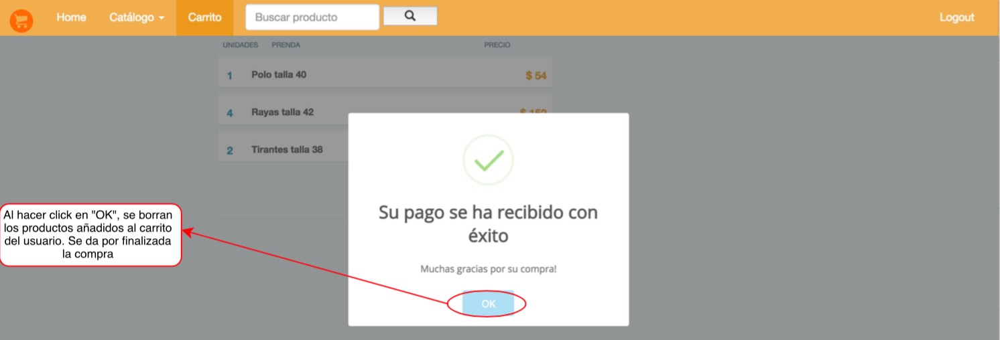 Home Catálogo Carrito Buscar producto Logout
UNIDADES PRENDA PRECIO
1 Polo talla 40 $ 54
4 Rayas talla 42 $ 152
2 Tirantes talla 38
Su pago se ha recibido con
éxito
Muchas gracias por su compra!
OK
Al hacer click en "OK", se borran
los productos añadidos al carrito
del usuario. Se da por finalizada
la compra